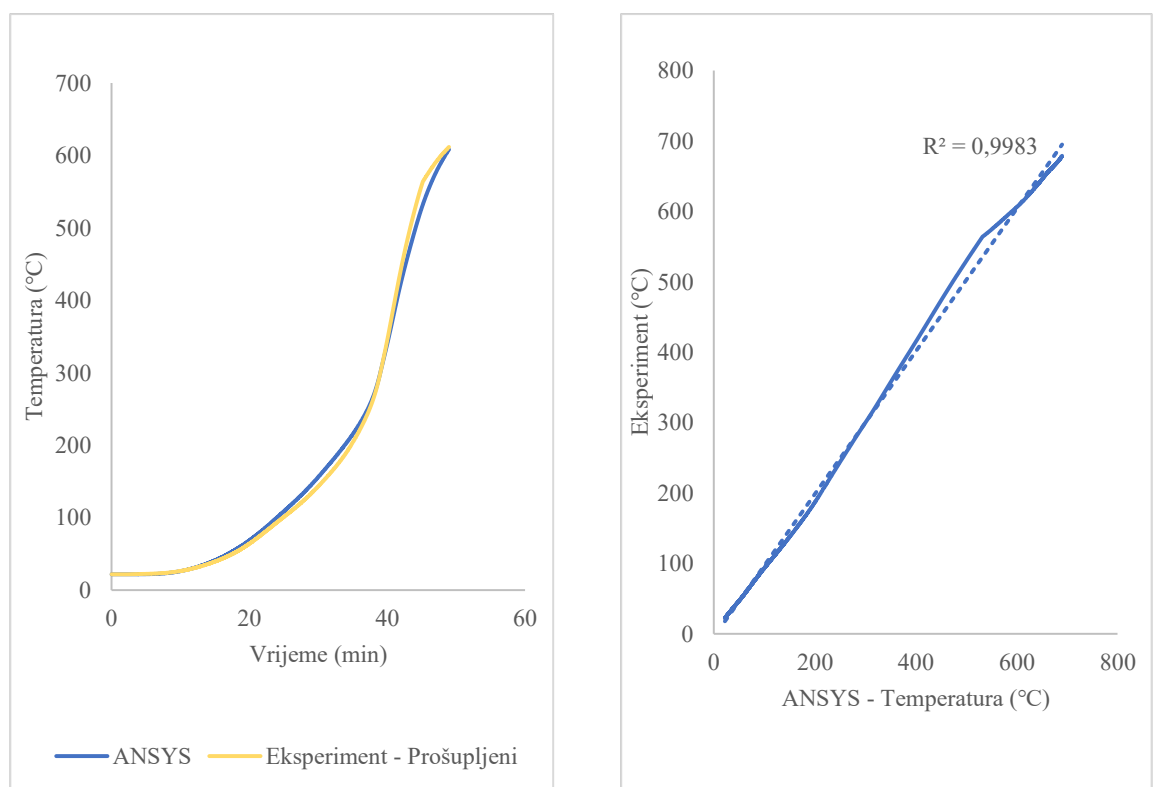 700
600
500
400
300
200
100
0
Temperatura (°C)
0 20 40 60
Vrijeme (min)
ANSYS Eksperiment - Prošupljeni
800
700
600
500
400
300
200
100
0
Eksperiment (°C)
R² = 0,9983
0 200 400 600 800
ANSYS - Temperatura (°C)